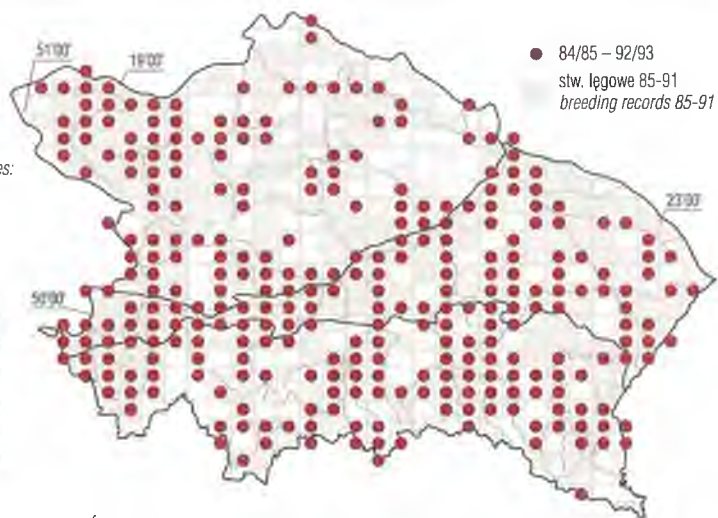 51°00'
19°00'
84/85 – 92/93
stw. lęgowe 85-91
breeding records 85-91
es:
23°00'
50°00'